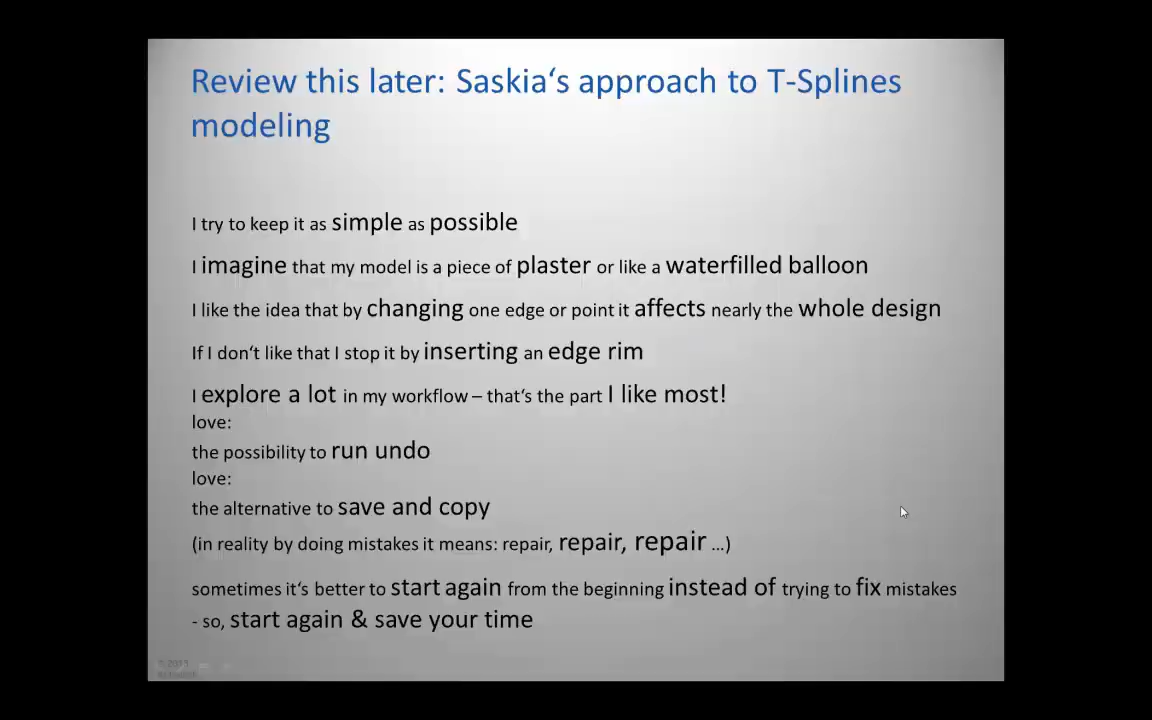 Review this later: Saskia‘s approach to T-Splines
modeling
I try to keep it as simple as possible
I imagine that my model is a piece of plaster or like a waterfilled balloon
I like the idea that by changing one edge or point it affects nearly the whole design
If I don‘t like that I stop it by inserting an edge rim
I explore a lot in my workflow – that‘s the part I like most!
love:
the possibility to run undo
love:
the alternative to save and copy
(in reality by doing mistakes it means: repair, repair, repair ...)
sometimes it‘s better to start again from the beginning instead of trying to fix mistakes
- so, start again & save your time
© 2013